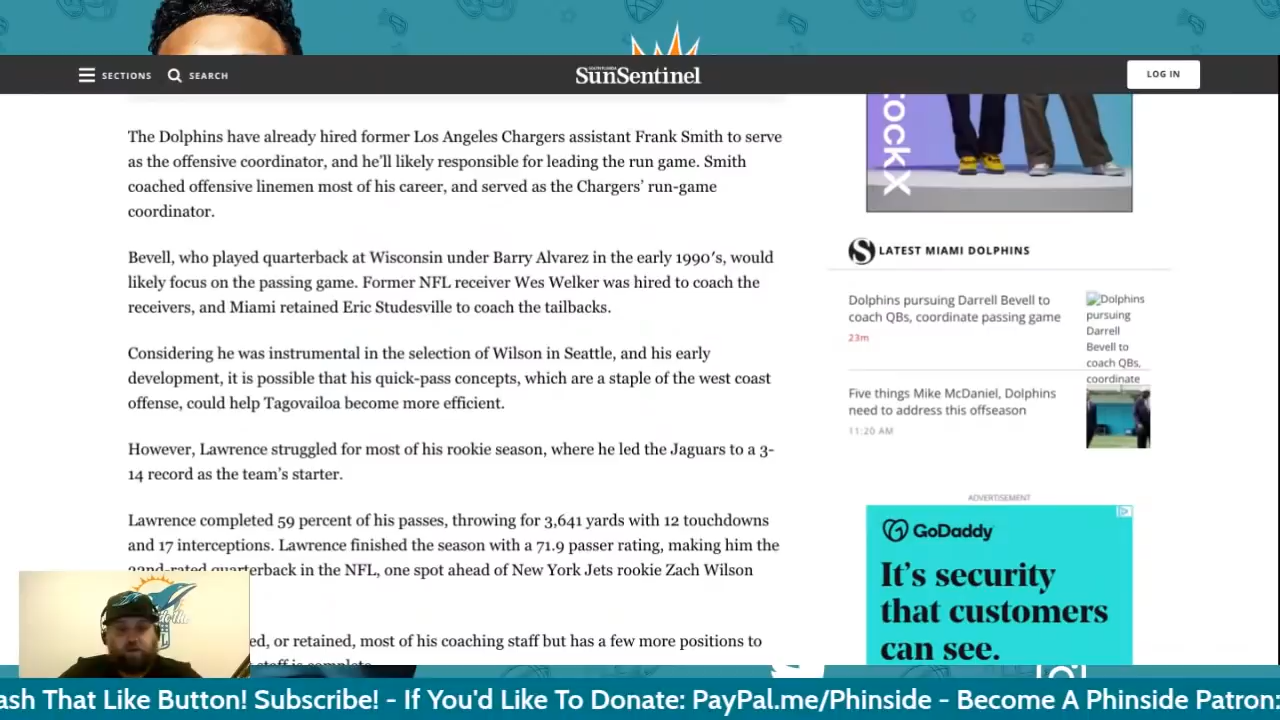 SECTIONS
SEARCH
SOUTH FLORIDA
SunSentinel
LOG IN
The Dolphins have already hired former Los Angeles Chargers assistant Frank Smith to serve
as the offensive coordinator, and he'll likely responsible for leading the run game. Smith
coached offensive linemen most of his career, and served as the Chargers' run-game
coordinator.
Bevell, who played quarterback at Wisconsin under Barry Alvarez in the early 1990's, would
likely focus on the passing game. Former NFL receiver Wes Welker was hired to coach the
receivers, and Miami retained Eric Studesville to coach the tailbacks.
Considering he was instrumental in the selection of Wilson in Seattle, and his early
development, it is possible that his quick-pass concepts, which are a staple of the west coast
offense, could help Tagovailoa become more efficient.
However, Lawrence struggled for most of his rookie season, where he led the Jaguars to a 3-
14 record as the team's starter.
Lawrence completed 59 percent of his passes, throwing for 3,641 yards with 12 touchdowns
and 17 interceptions. Lawrence finished the season with a 71.9 passer rating, making him the
22nd-rated quarterback in the NFL, one spot ahead of New York Jets rookie Zach Wilson
ed, or retained, most of his coaching staff but has a few more positions to
staff is complete
ockX
S LATEST MIAMI DOLPHINS
Dolphins pursuing Darrell Bevell to
coach QBs, coordinate passing game
23m
Dolphins
pursuing
Darrell
Bevell to
coach QBs,
coordinate
Five things Mike McDaniel, Dolphins
need to address this offseason
11:20 AM
ADVERTISEMENT
GoDaddy
It's security
that customers
can see.
ash That Like Button! Subscribe! - If You'd Like To Donate: PayPal.me/Phinside - Become A Phinside Patron: